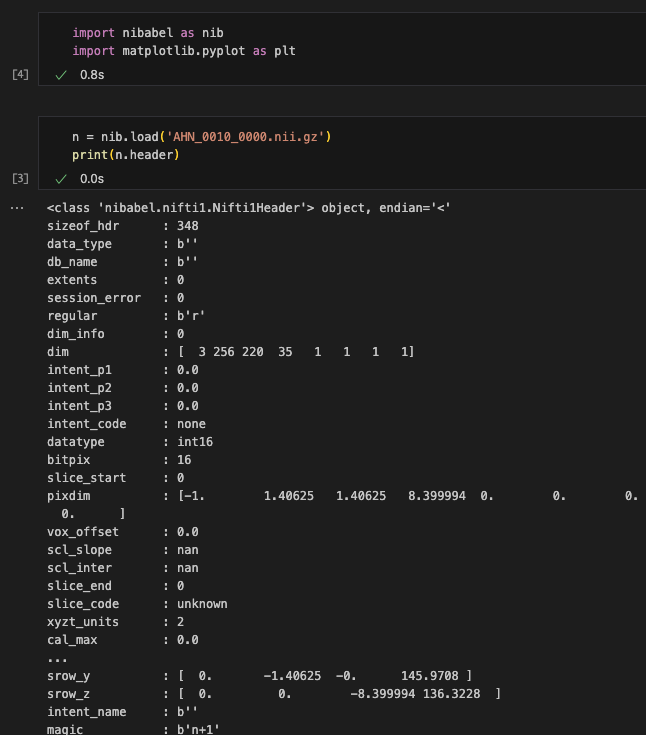 import nibabel as nib
import matplotlib.pyplot as plt
[4] ✓ 0.8s
n = nib.load('AHN_0010_0000.nii.gz')
print(n.header)
[3] ✓ 0.0s
... <class 'nibabel.nifti1.Nifti1Header'> object, endian='<'
sizeof_hdr      : 348
data_type       : b''
db_name         : b''
extents         : 0
session_error   : 0
regular         : b'r'
dim_info        : 0
dim             : [  3 256 220  35   1   1   1   1]
intent_p1       : 0.0
intent_p2       : 0.0
intent_p3       : 0.0
intent_code     : none
datatype        : int16
bitpix          : 16
slice_start     : 0
pixdim          : [-1.       1.40625   1.40625   8.399994  0.        0.        0.
  0.      ]
vox_offset      : 0.0
scl_slope       : nan
scl_inter       : nan
slice_end       : 0
slice_code      : unknown
xyzt_units      : 2
cal_max         : 0.0
...
srow_y          : [  0.       -1.40625  -0.      145.9708 ]
srow_z          : [  0.         0.        -8.399994 136.3228  ]
intent_name     : b''
magic           : b'n+1'